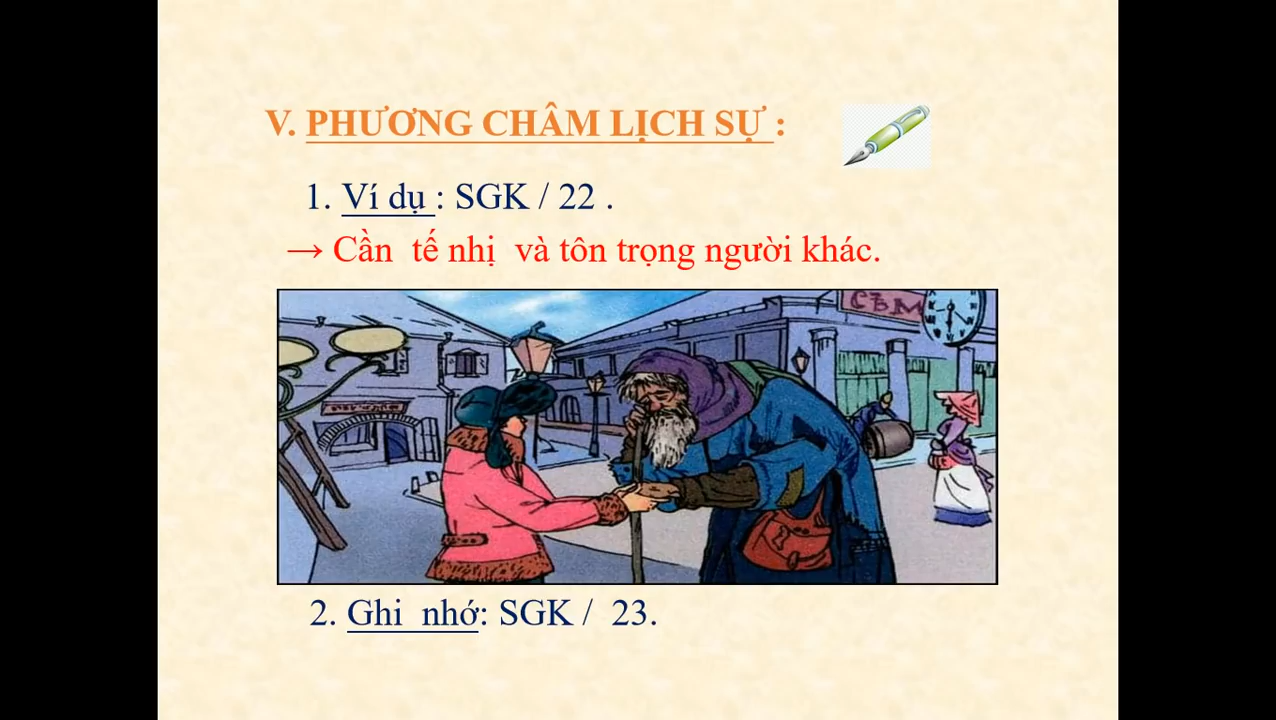 V. PHƯƠNG CHÂM LỊCH SỰ :
1. Ví dụ : SGK / 22 .
→ Cần tế nhị và tôn trọng người khác.
2. Ghi nhớ: SGK / 23.